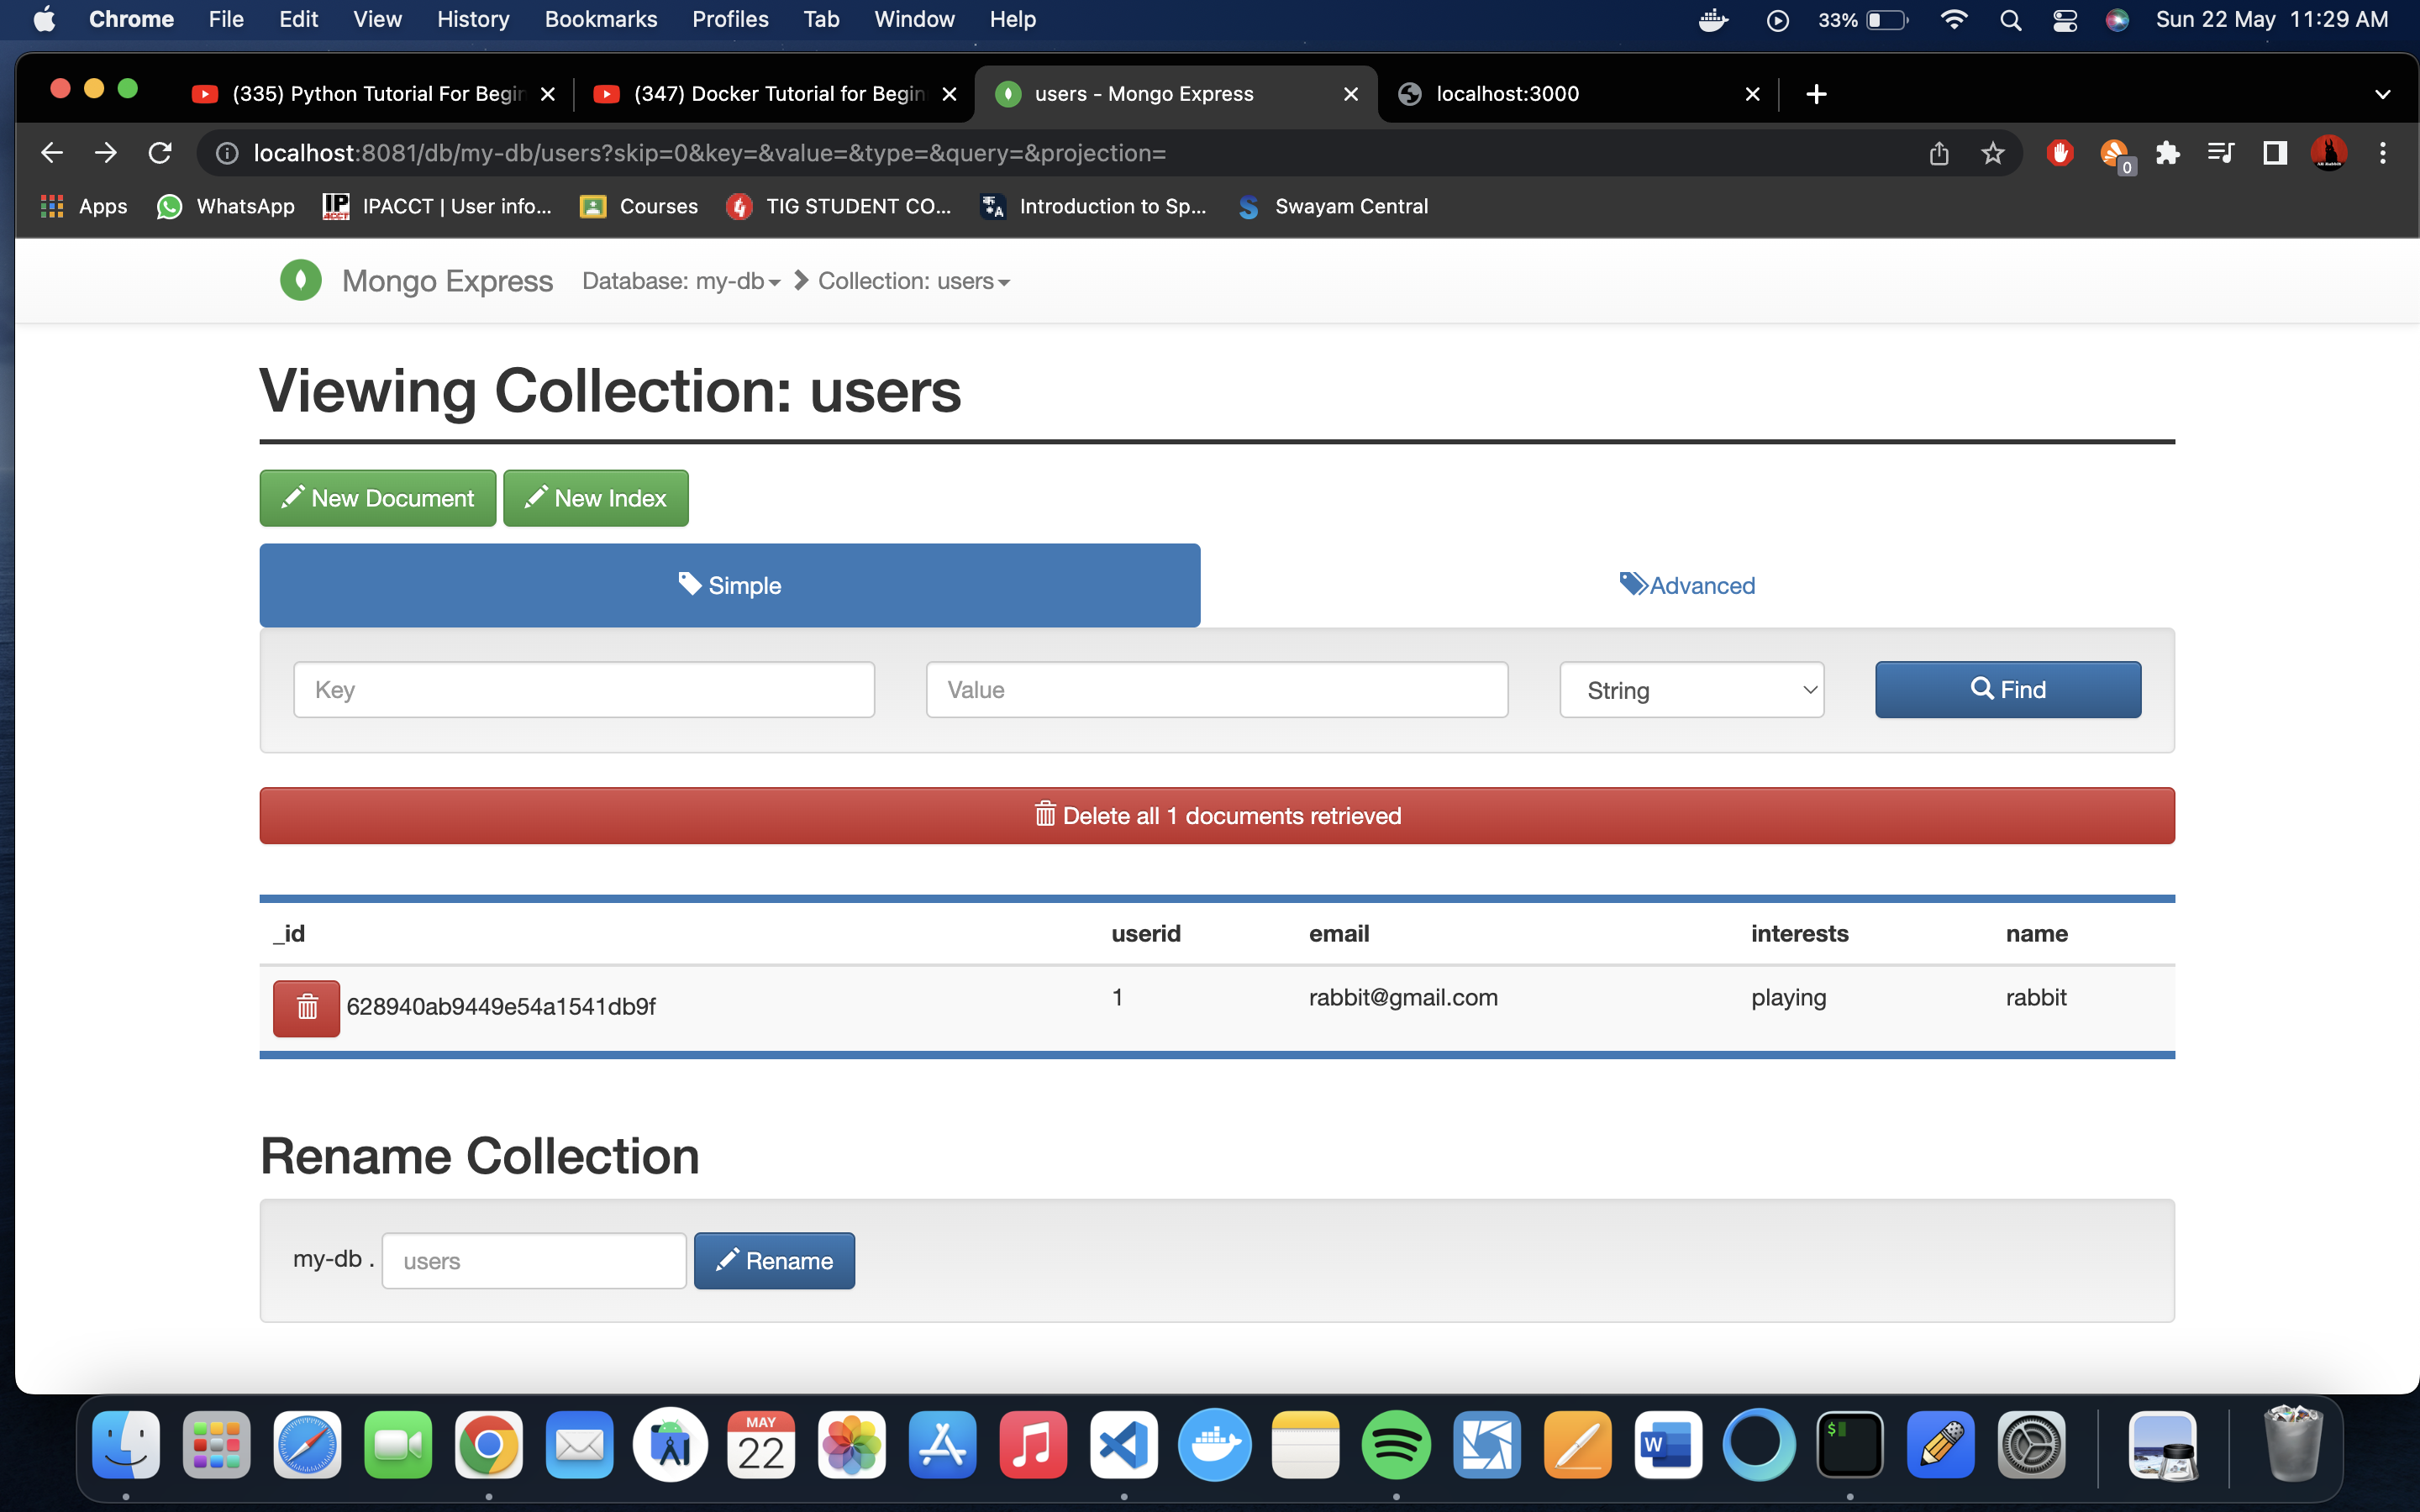 Chrome File Edit View History Bookmarks Profiles Tab Window Help 33% Sun 22 May 11:29 AM
(335) Python Tutorial For Begin (347) Docker Tutorial for Begin users - Mongo Express localhost:3000
localhost:8081/db/my-db/users?skip=0&key=&value=&type=&query=&projection= 0
Apps WhatsApp IP ACCT IPACCT | User info... Courses TIG STUDENT CO... Introduction to Sp... Swayam Central
Mongo Express Database: my-db Collection: users
Viewing Collection: users
New Document New Index
Simple Advanced
Key Value String Find
Delete all 1 documents retrieved
_id userid email interests name
628940ab9449e54a1541db9f 1 rabbit@gmail.com playing rabbit
Rename Collection
my-db . users Rename
MAY
22
W
$